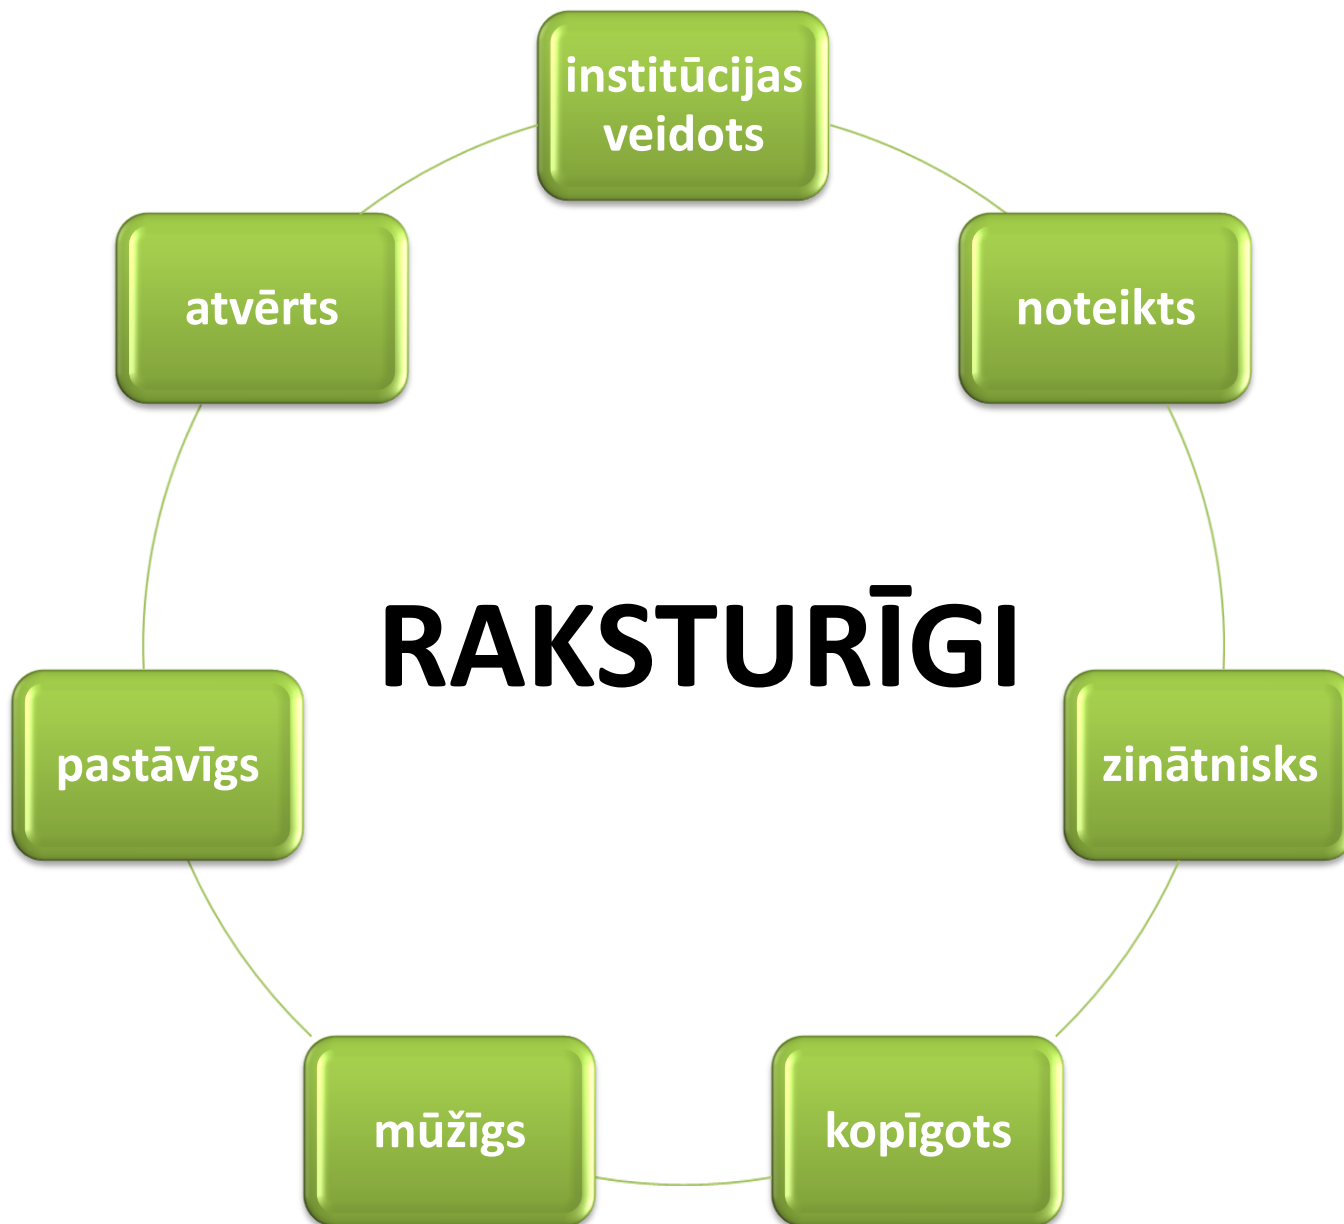 institūcijas
veidots
noteikts
zinātnisks
kopīgots
mūžīgs
pastāvīgs
atvērts
RAKSTURĪGI